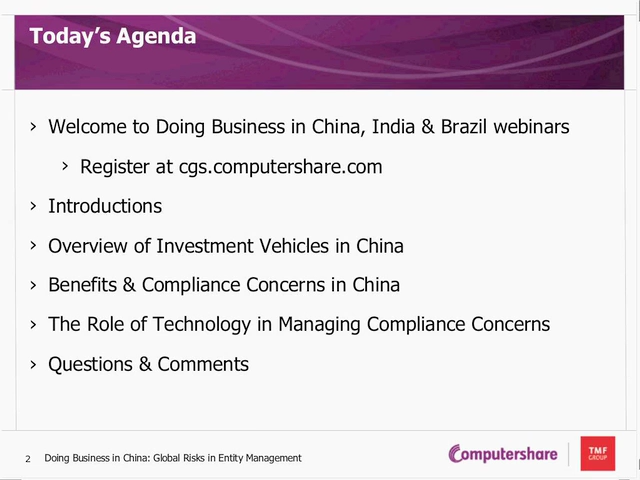 Today's Agenda
› Welcome to Doing Business in China, India & Brazil webinars
› Register at cgs.computershare.com
› Introductions
› Overview of Investment Vehicles in China
› Benefits & Compliance Concerns in China
› The Role of Technology in Managing Compliance Concerns
› Questions & Comments
2 Doing Business in China: Global Risks in Entity Management
Computershare
TMF
GROUP